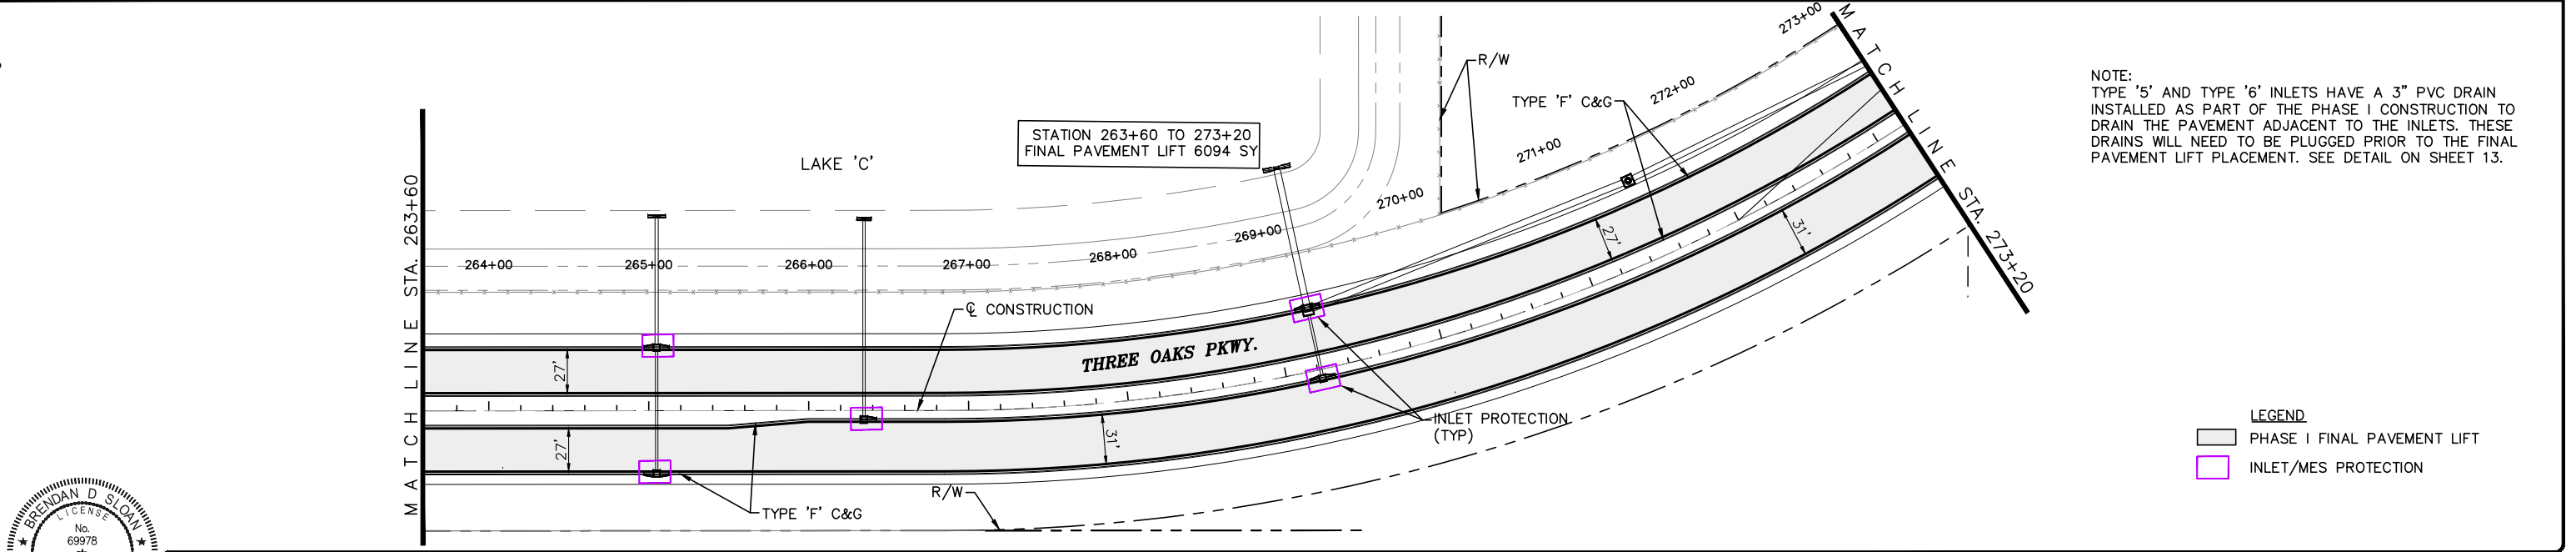 MATCH LINE STA. 263+60
LAKE 'C'
STATION 263+60 TO 273+20
FINAL PAVEMENT LIFT 6094 SY
R/W
TYPE 'F' C&G
273+00
272+00
271+00
270+00
269+00
268+00
267+00
266+00
265+00
264+00
MATCH LINE STA. 273+20
NOTE:
TYPE '5' AND TYPE '6' INLETS HAVE A 3" PVC DRAIN
INSTALLED AS PART OF THE PHASE I CONSTRUCTION TO
DRAIN THE PAVEMENT ADJACENT TO THE INLETS. THESE
DRAINS WILL NEED TO BE PLUGGED PRIOR TO THE FINAL
PAVEMENT LIFT PLACEMENT. SEE DETAIL ON SHEET 13.
℄ CONSTRUCTION
THREE OAKS PKWY.
27'
27'
27'
31'
31'
INLET PROTECTION
(TYP)
R/W
TYPE 'F' C&G
LEGEND
PHASE I FINAL PAVEMENT LIFT
INLET/MES PROTECTION
BRENDAN D SLOAN
LICENSE
No.
69978